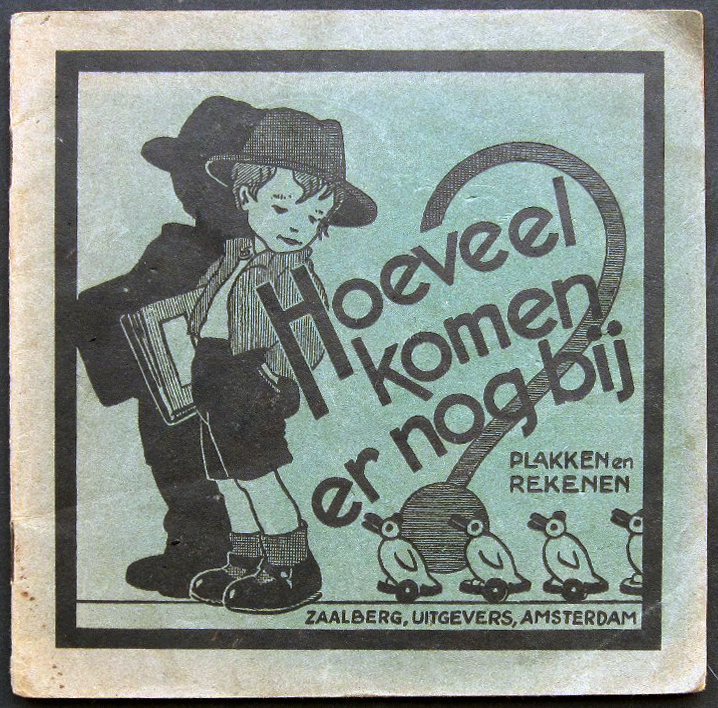 Hoeveel
komen
er nog bij
PLAKKEN en
REKENEN
ZAALBERG, UITGEVERS, AMSTERDAM